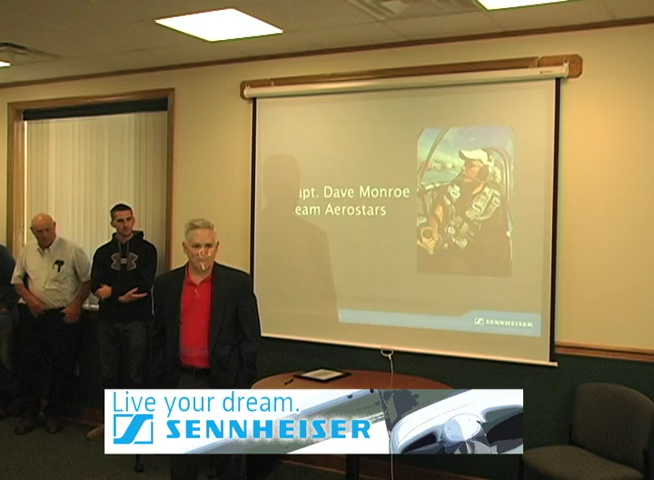 apt. Dave Monroe
eam Aerostars
SENNHEISER
Live your dream.
SENNHEISER